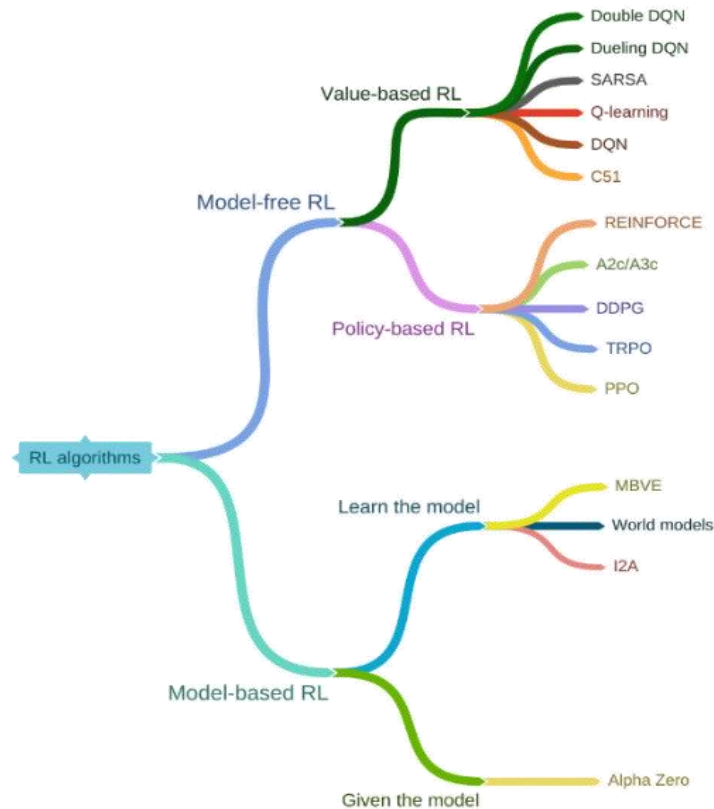 Double DQN
Dueling DQN
SARSA
Value-based RL
Q-learning
DQN
C51
Model-free RL
REINFORCE
A2c/A3c
DDPG
Policy-based RL
TRPO
PPO
RL algorithms
MBVE
Learn the model
World models
I2A
Model-based RL
Alpha Zero
Given the model